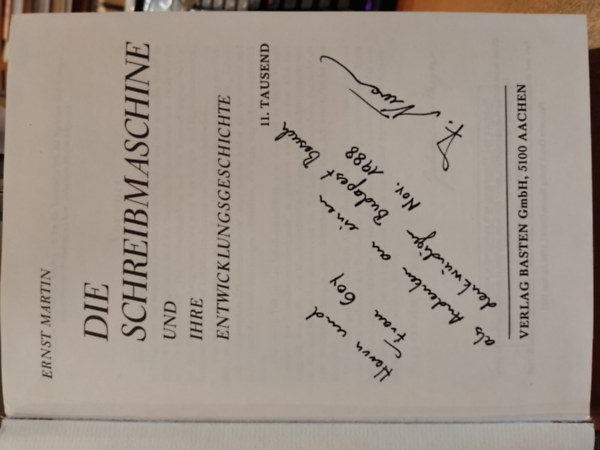 ERNST MARTIN
DIE
SCHREIBMASCHINE
UND
IHRE
ENTWICKLUNGSGESCHICHTE
11. TAUSEND
Herrn und
Frau Goy
als Andenken an einen
denkwürdigen Budapest Besuch
Nov. 1988
VERLAG BASTEN GmbH, 5100 AACHEN